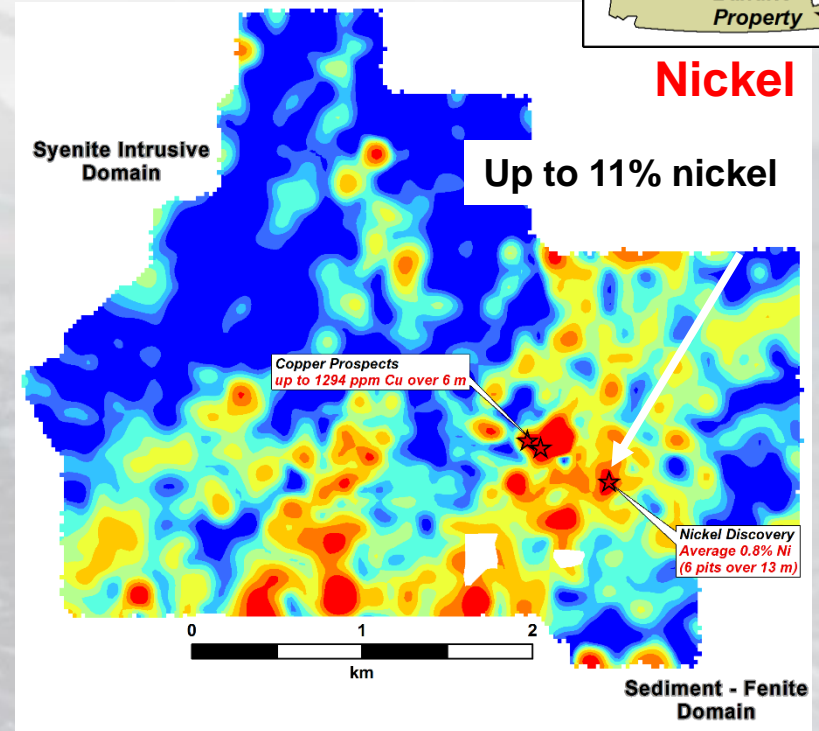 Property
Nickel
Syenite Intrusive
Domain
Up to 11% nickel
Copper Prospects
up to 1294 ppm Cu over 6 m
Nickel Discovery
Average 0.8% Ni
(6 pits over 13 m)
0 1 2
km
Sediment - Fenite
Domain